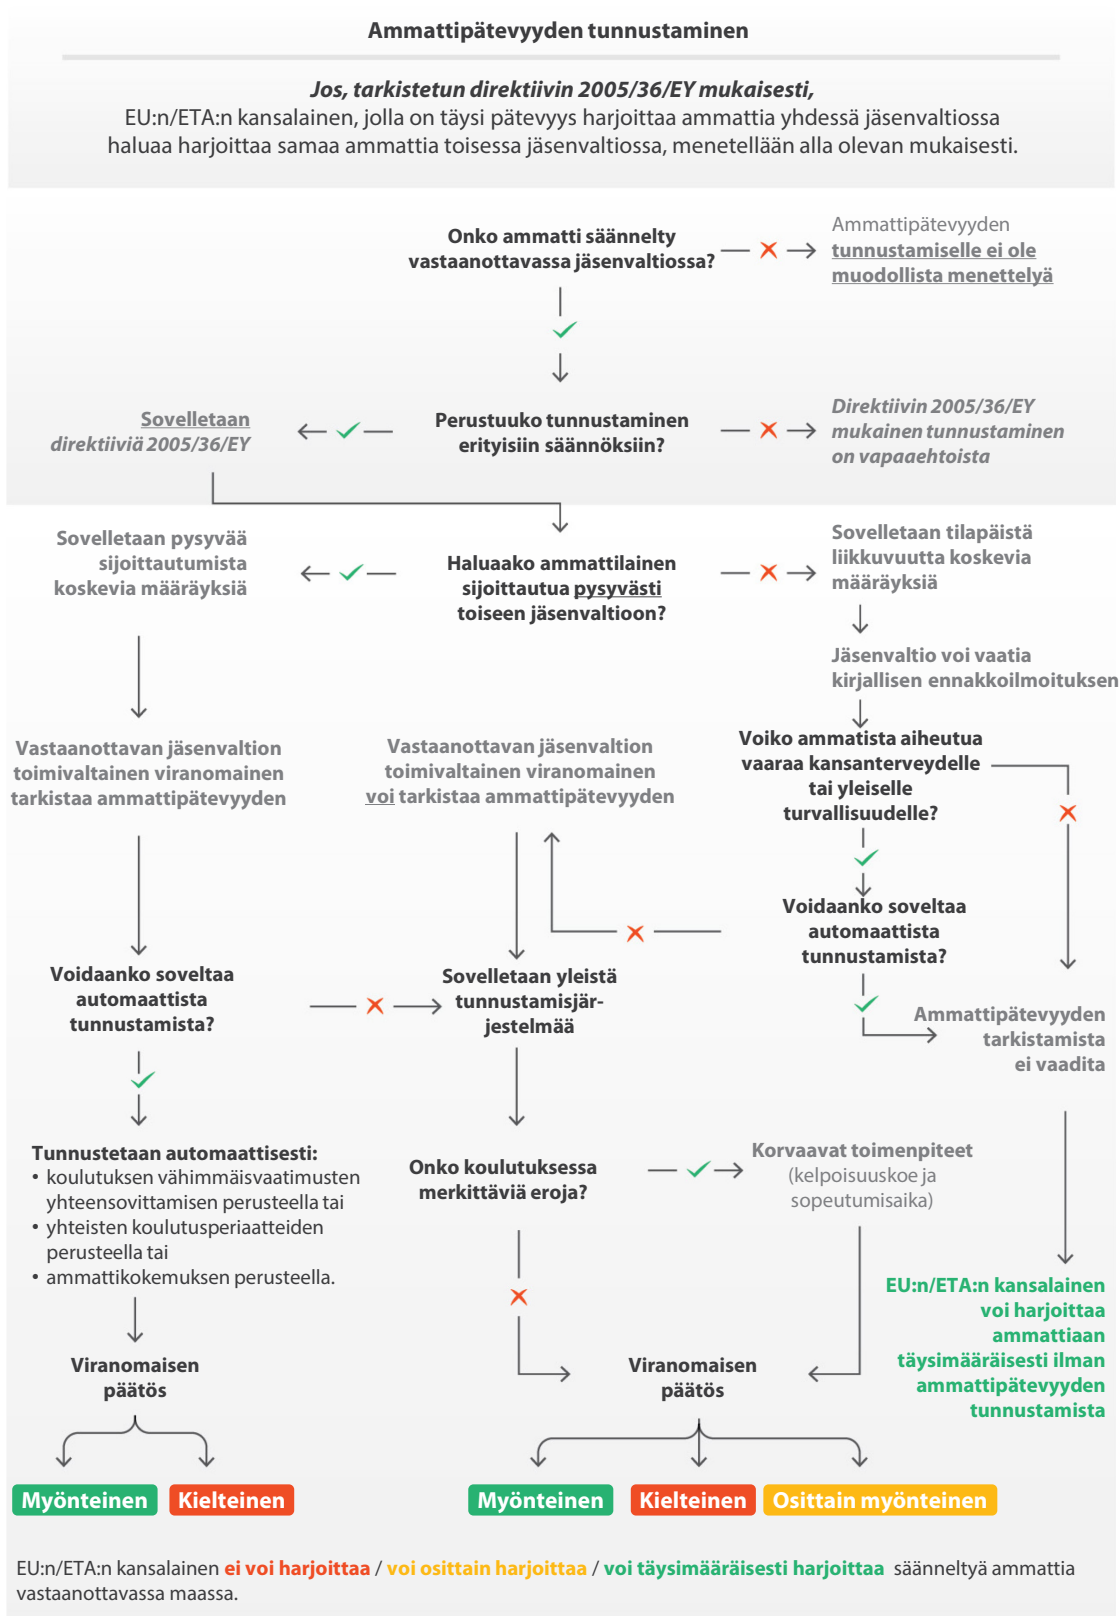 Ammattipätevyyden tunnustaminen
Jos, tarkistetun direktiivin 2005/36/EY mukaisesti,
EU:n/ETA:n kansalainen, jolla on täysi pätevyys harjoittaa ammattia yhdessä jäsenvaltiossa
haluaa harjoittaa samaa ammattia toisessa jäsenvaltiossa, menetellään alla olevan mukaisesti.
Onko ammatti säännelty
vastaanottavassa jäsenvaltiossa?
Ammattipätevyyden
tunnustamiselle ei ole
muodollista menettelyä
Sovelletaan
direktiiviä 2005/36/EY
Perustuuko tunnustaminen
erityisiin säännöksiin?
Direktiivin 2005/36/EY
mukainen tunnustaminen
on vapaaehtoista
Sovelletaan pysyvää
sijoittautumista
koskevia määräyksiä
Haluaako ammattilainen
sijoittautua pysyvästi
toiseen jäsenvaltioon?
Sovelletaan tilapäistä
liikkuvuutta koskevia
määräyksiä
Jäsenvaltio voi vaatia
kirjallisen ennakkoilmoituksen
Vastaanottavan jäsenvaltion
toimivaltainen viranomainen
tarkistaa ammattipätevyyden
Vastaanottavan jäsenvaltion
toimivaltainen viranomainen
voi tarkistaa ammattipätevyyden
Voiko ammatista aiheutua
vaaraa kansanterveydelle
tai yleiselle
turvallisuudelle?
Voidaanko soveltaa
automaattista
tunnustamista?
Voidaanko soveltaa
automaattista
tunnustamista?
Sovelletaan yleistä
tunnustamisjär-
jestelmää
Ammattipätevyyden
tarkistamista
ei vaadita
Tunnustetaan automaattisesti:
• koulutuksen vähimmäisvaatimusten
yhteensovittamisen perusteella tai
• yhteisten koulutusperiaatteiden
perusteella tai
• ammattikokemuksen perusteella.
Onko koulutuksessa
merkittäviä eroja?
Korvaavat toimenpiteet
(kelpoisuuskoe ja
sopeutumisaika)
EU:n/ETA:n kansalainen
voi harjoittaa
ammattiaan
täysimääräisesti ilman
ammattipätevyyden
tunnustamista
Viranomaisen
päätös
Viranomaisen
päätös
Myönteinen
Kielteinen
Myönteinen
Kielteinen
Osittain myönteinen
EU:n/ETA:n kansalainen ei voi harjoittaa / voi osittain harjoittaa / voi täysimääräisesti harjoittaa säänneltyä ammattia
vastaanottavassa maassa.